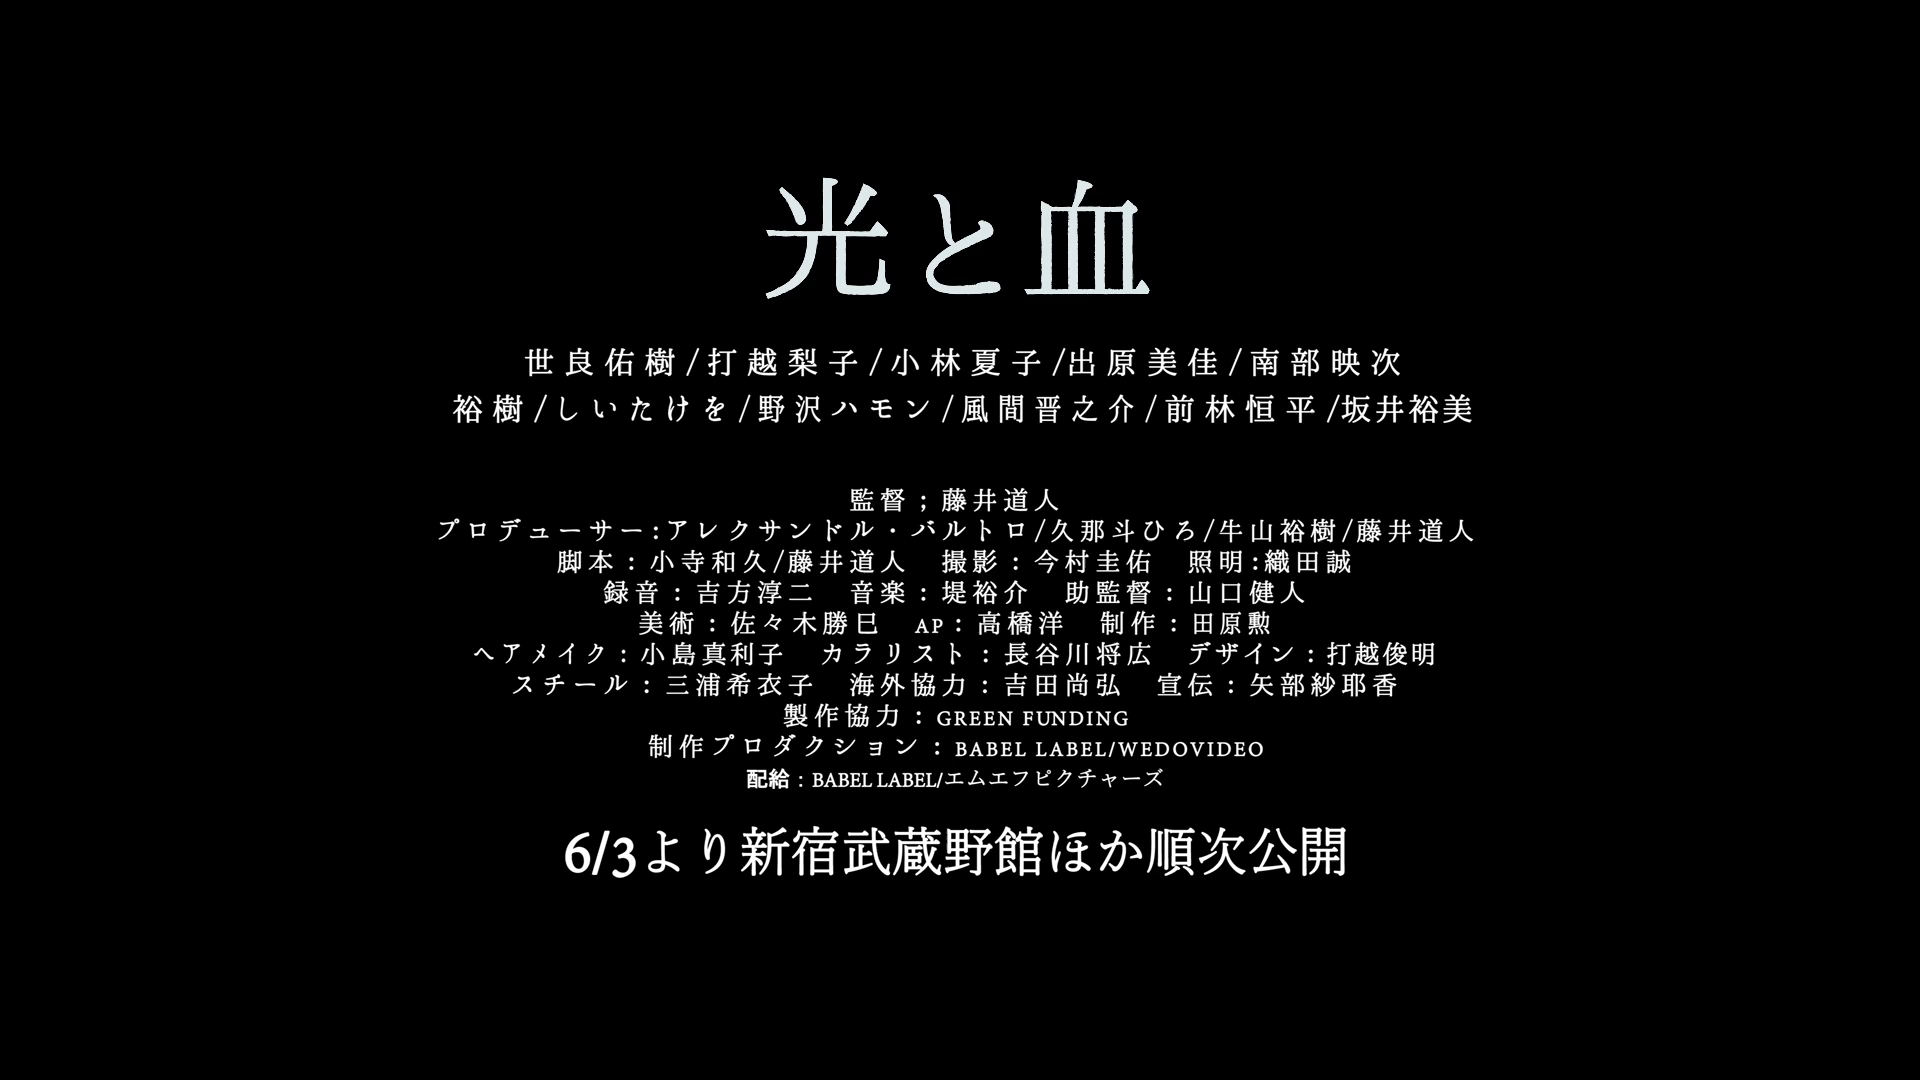 光と血
世良佑樹/打越梨子/小林夏子/出原美佳/南部映次
裕樹/しいたけを/野沢ハモン/風間晋之介/前林恒平/坂井裕美
監督；藤井道人
プロデューサー:アレクサンドル・バルトロ/久那斗ひろ/牛山裕樹/藤井道人
脚本：小寺和久/藤井道人　撮影：今村圭佑　照明:織田誠
録音：吉方淳二　音楽：堤裕介　助監督：山口健人
美術：佐々木勝巳　AP：高橋洋　制作：田原勲
ヘアメイク：小島真利子　カラリスト：長谷川将広　デザイン：打越俊明
スチール：三浦希衣子　海外協力：吉田尚弘　宣伝：矢部紗耶香
製作協力：GREEN FUNDING
制作プロダクション：BABEL LABEL/WEDOVIDEO
配給：BABEL LABEL/エムエフピクチャーズ
6/3より新宿武蔵野館ほか順次公開